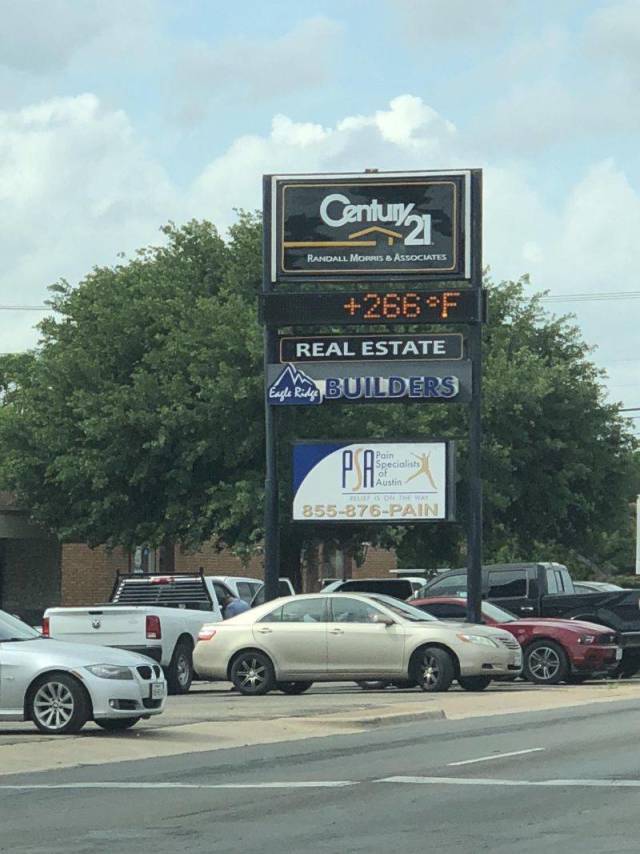 Century 21
RANDALL MORRIS & ASSOCIATES
+266 °F
REAL ESTATE
Eagle Ridge BUILDERS
PSA Pain
Specialists
of
Austin
RELIEF IS ON THE WAY
855-876-PAIN